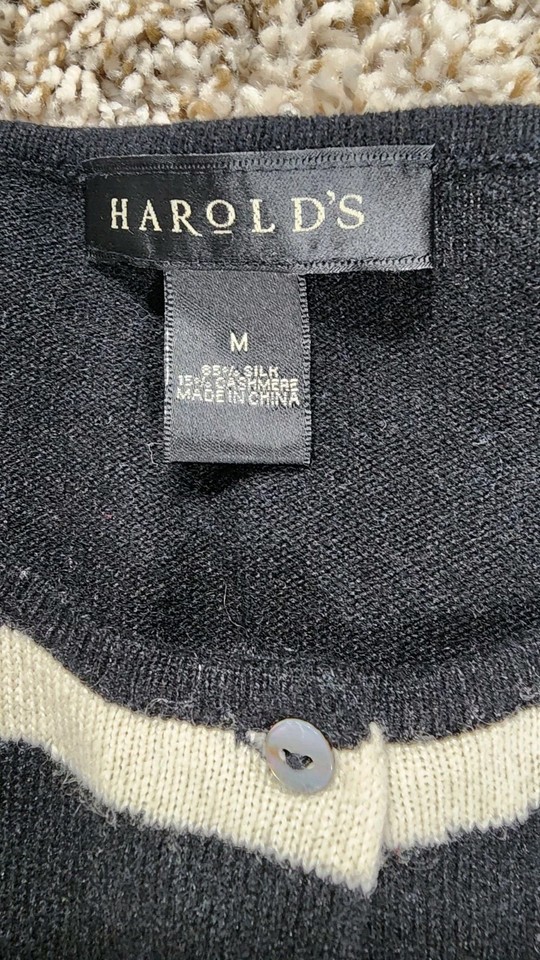 HAROLD'S
M
85% SILK
15% CASHMERE
MADE IN CHINA